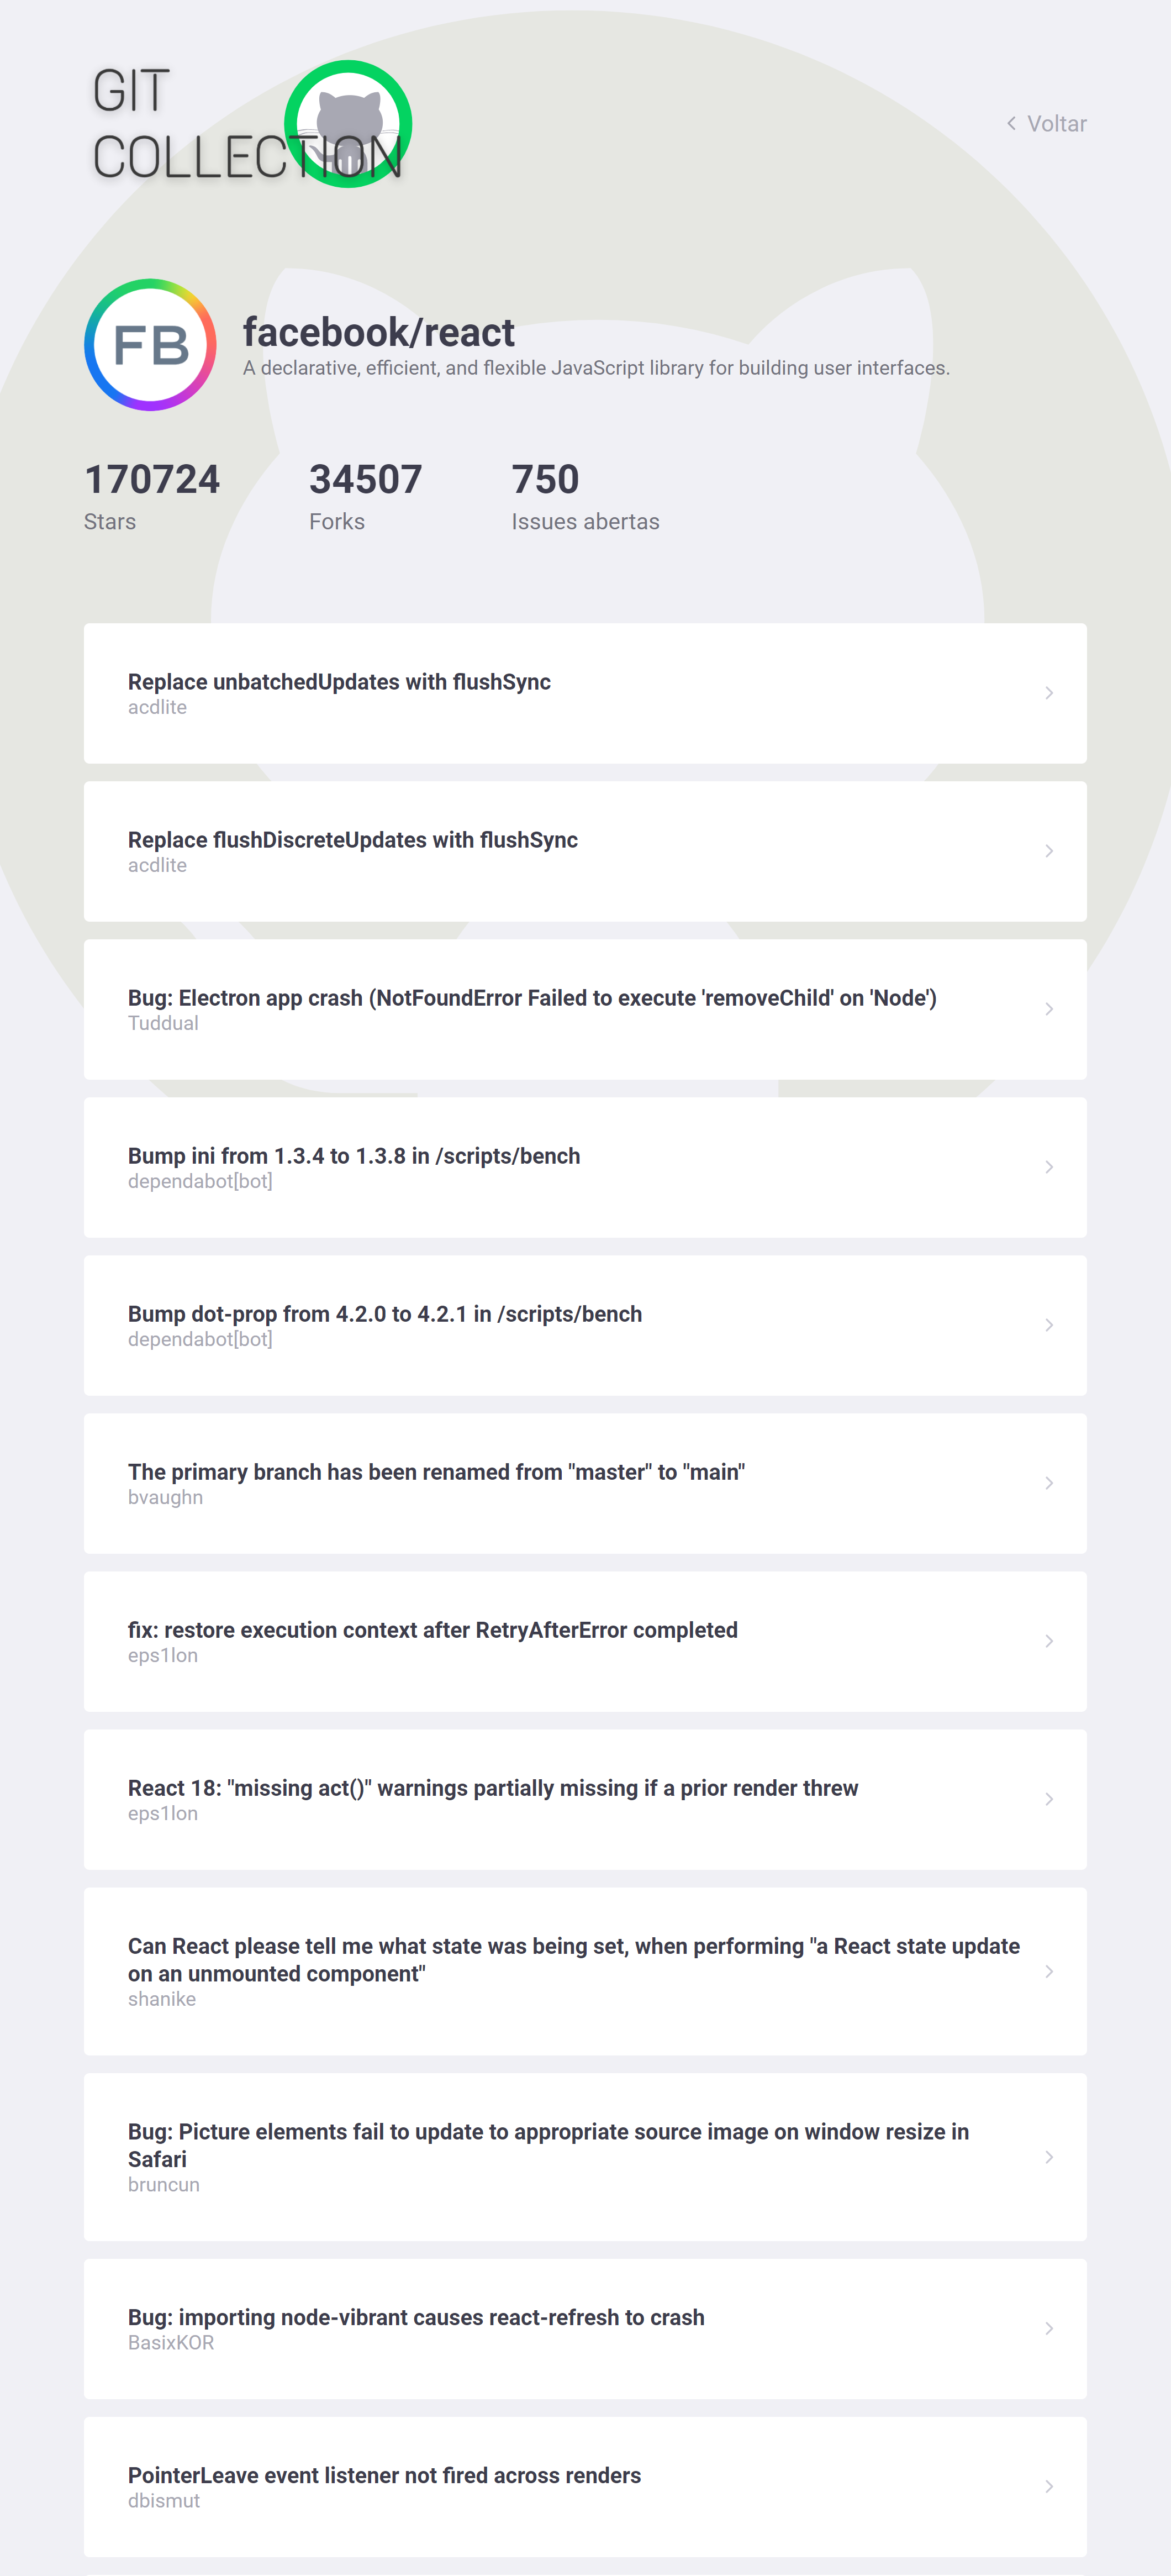 GIT
COLLECTION
Voltar
FB
facebook/react
A declarative, efficient, and flexible JavaScript library for building user interfaces.
170724
Stars
34507
Forks
750
Issues abertas
Replace unbatchedUpdates with flushSync
acdlite
Replace flushDiscreteUpdates with flushSync
acdlite
Bug: Electron app crash (NotFoundError Failed to execute 'removeChild' on 'Node')
Tuddual
Bump ini from 1.3.4 to 1.3.8 in /scripts/bench
dependabot[bot]
Bump dot-prop from 4.2.0 to 4.2.1 in /scripts/bench
dependabot[bot]
The primary branch has been renamed from "master" to "main"
bvaughn
fix: restore execution context after RetryAfterError completed
eps1lon
React 18: "missing act()" warnings partially missing if a prior render threw
eps1lon
Can React please tell me what state was being set, when performing "a React state update
on an unmounted component"
shanike
Bug: Picture elements fail to update to appropriate source image on window resize in
Safari
bruncun
Bug: importing node-vibrant causes react-refresh to crash
BasixKOR
PointerLeave event listener not fired across renders
dbismut